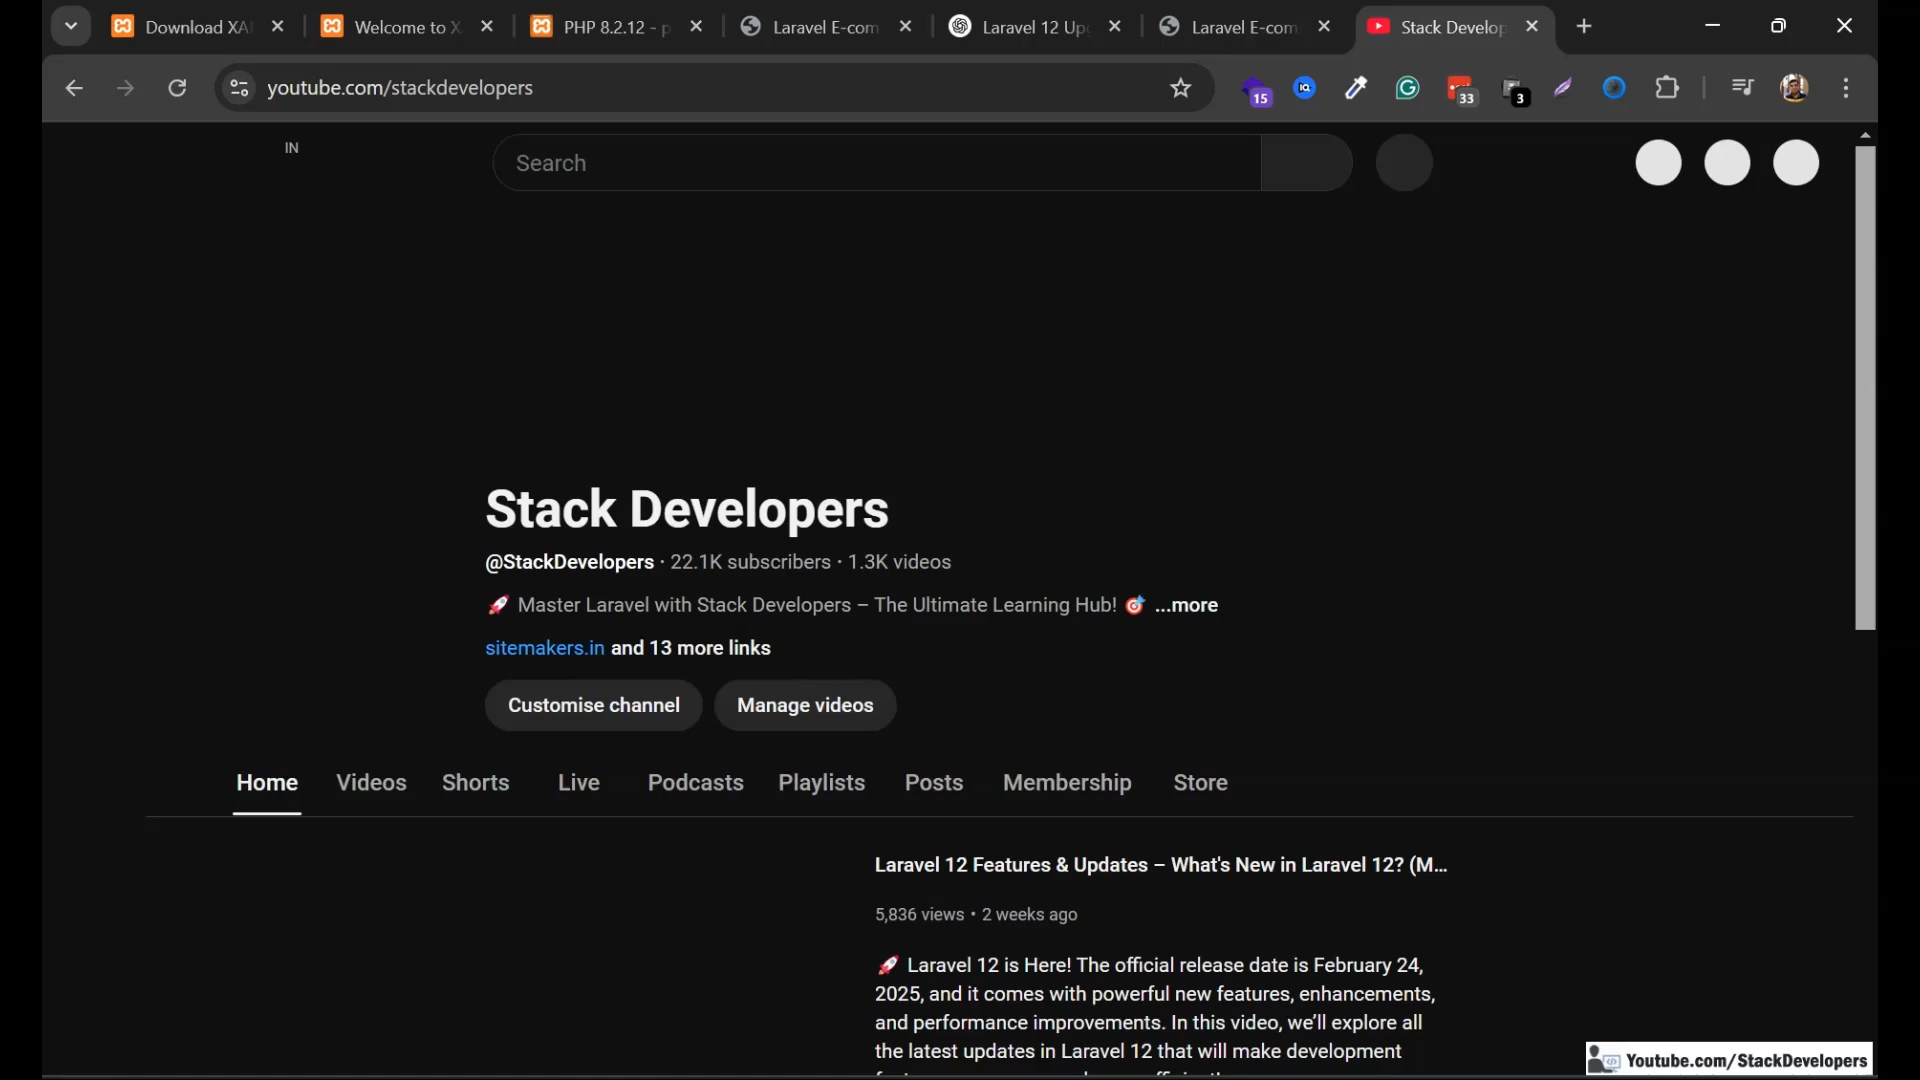 Download XA
Welcome to X
PHP 8.2.12 - p
Laravel E-com
Laravel 12 Up
Laravel E-com
Stack Develop
youtube.com/stackdevelopers
15
IQ
33
3
IN
Search
Stack Developers
@StackDevelopers · 22.1K subscribers · 1.3K videos
🚀 Master Laravel with Stack Developers – The Ultimate Learning Hub! 🎯 ...more
sitemakers.in and 13 more links
Customise channel
Manage videos
Home Videos Shorts Live Podcasts Playlists Posts Membership Store
Laravel 12 Features & Updates – What's New in Laravel 12? (M...
5,836 views • 2 weeks ago
🚀 Laravel 12 is Here! The official release date is February 24,
2025, and it comes with powerful new features, enhancements,
and performance improvements. In this video, we'll explore all
the latest updates in Laravel 12 that will make development
Youtube.com/StackDevelopers